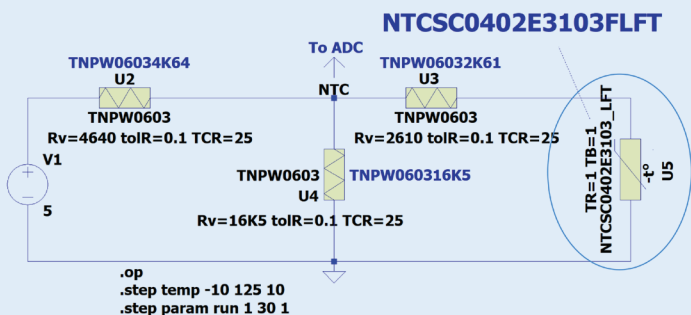 NTCSC0402E3103FLFT
To ADC
TNPW06034K64
U2
TNPW0603
Rv=4640 tolR=0.1 TCR=25
NTC
TNPW06032K61
U3
TNPW0603
Rv=2610 tolR=0.1 TCR=25
V1
+
-
5
TNPW0603
U4
TNPW060316K5
Rv=16K5 tolR=0.1 TCR=25
TR=1 TB=1
NTCSC0402E3103_LFT
-t°
U5
.op
.step temp -10 125 10
.step param run 1 30 1